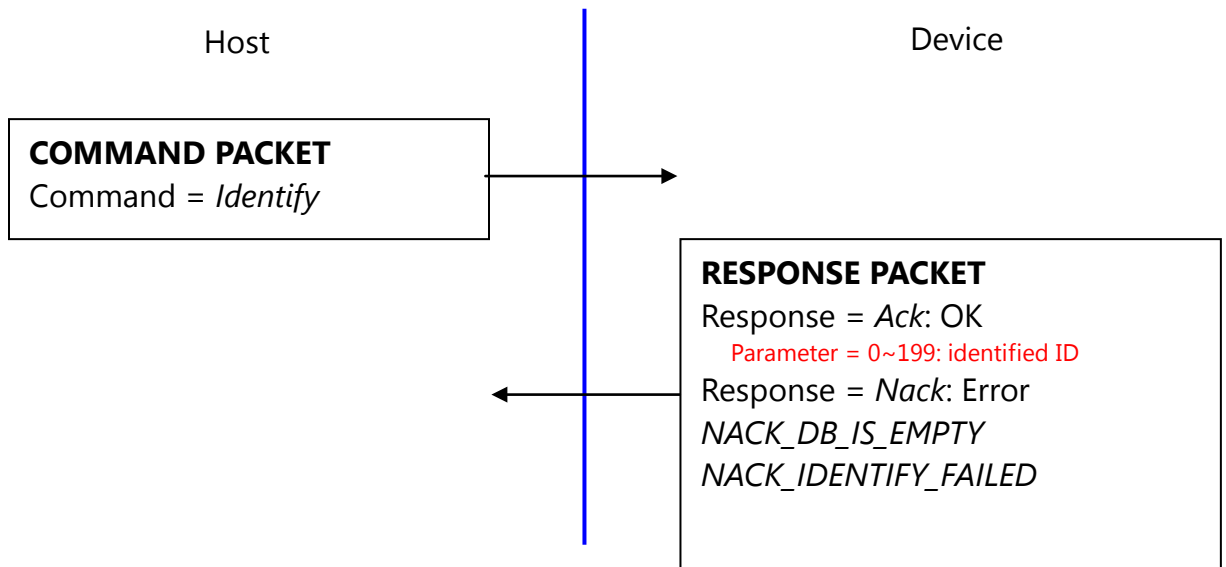 Host
Device
COMMAND PACKET
Command = Identify
RESPONSE PACKET
Response = Ack: OK
Parameter = 0~199: identified ID
Response = Nack: Error
NACK_DB_IS_EMPTY
NACK_IDENTIFY_FAILED